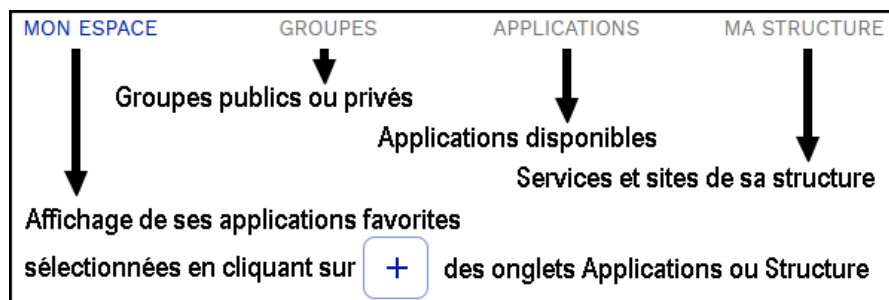 MON ESPACE GROUPES APPLICATIONS MA STRUCTURE
Groupes publics ou privés
Applications disponibles
Services et sites de sa structure
Affichage de ses applications favorites
sélectionnées en cliquant sur + des onglets Applications ou Structure